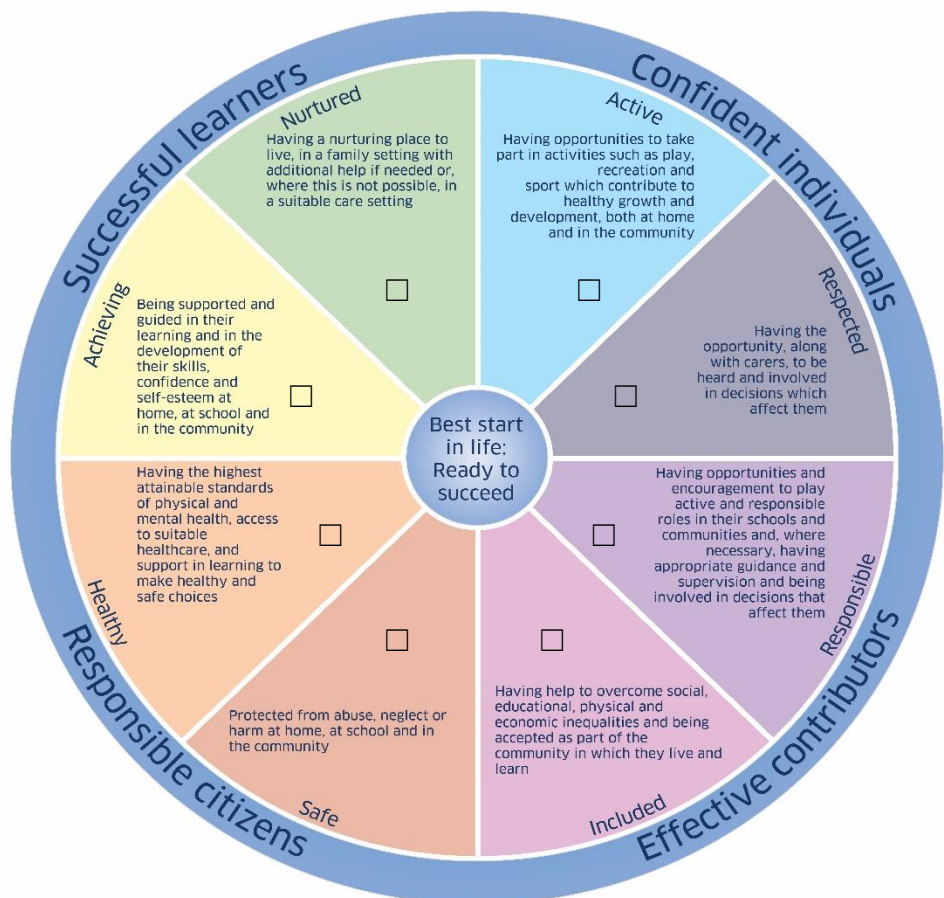 Successful learners
Confident individuals
Nurtured
Having a nurturing place to
live, in a family setting with
additional help if needed or,
where this is not possible, in
a suitable care setting
Active
Having opportunities to take
part in activities such as play,
recreation and
sport which contribute to
healthy growth and
development, both at home
and in the community
Achieving
Being supported and
guided in their
learning and in the
development of
their skills,
confidence and
self-esteem at
home, at school and
in the community
Respected
Having the
opportunity, along
with carers, to be
heard and involved
in decisions which
affect them
Best start
in life:
Ready to
succeed
Healthy
Having the highest
attainable standards
of physical and
mental health, access
to suitable
healthcare, and
support in learning to
make healthy and
safe choices
Responsible
Having opportunities and
encouragement to play
active and responsible
roles in their schools and
communities and, where
necessary, having
appropriate guidance and
supervision and being
involved in decisions that
affect them
Protected from abuse, neglect or
harm at home, at school and in
the community
Safe
Having help to overcome social,
educational, physical and
economic inequalities and being
accepted as part of the
community in which they live and
learn
Included
Responsible citizens
Effective contributors